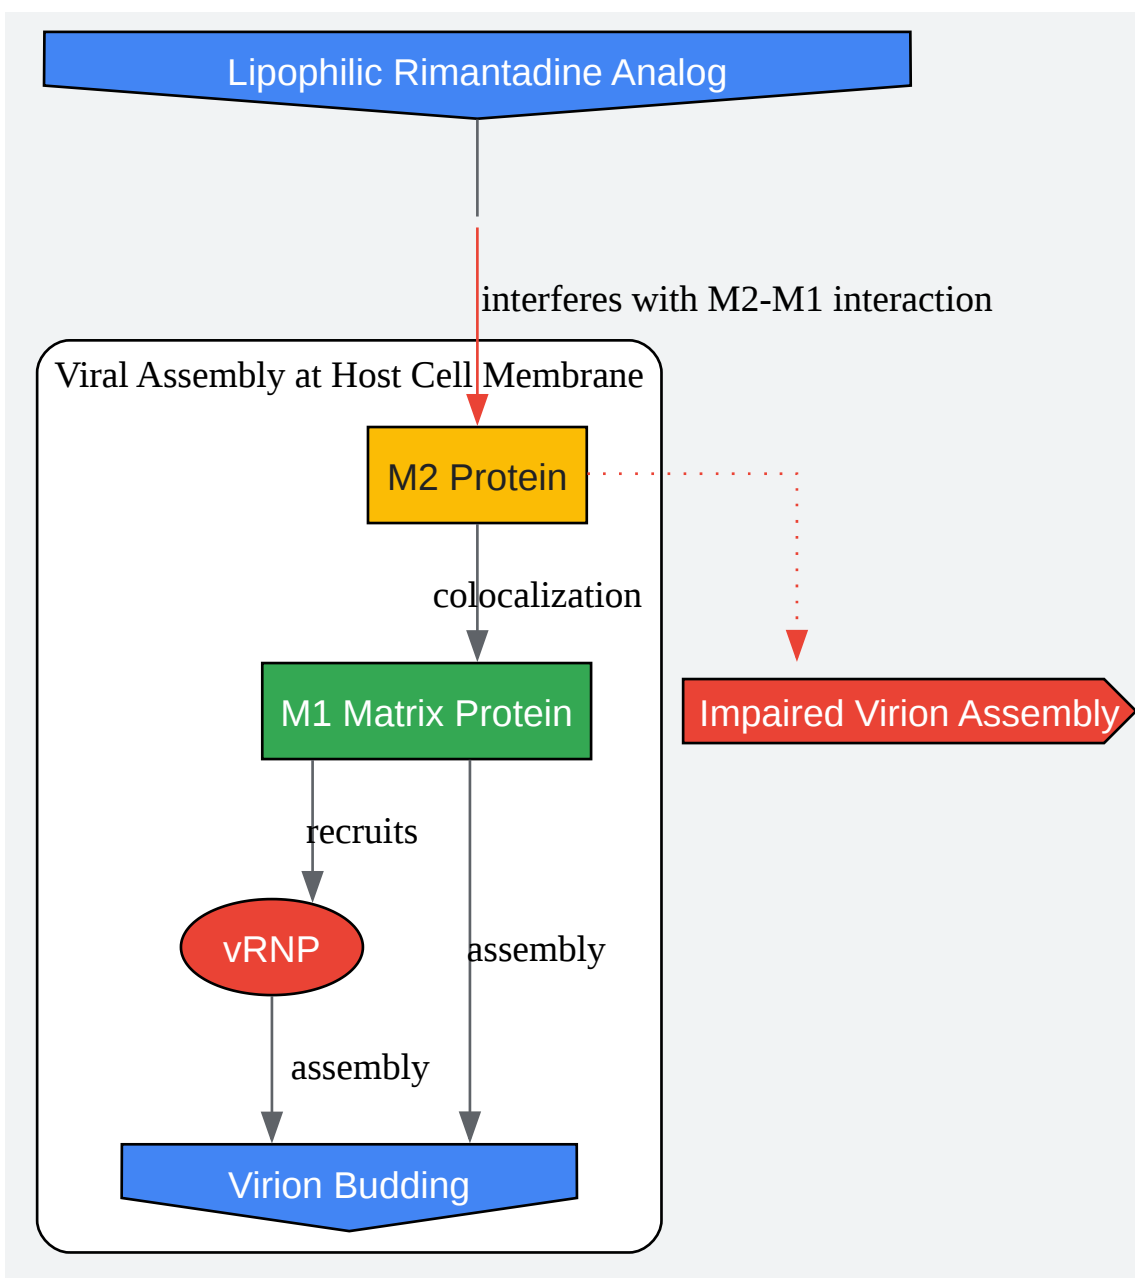 Lipophilic Rimantadine Analog
interferes with M2-M1 interaction
Viral Assembly at Host Cell Membrane
M2 Protein
colocalization
M1 Matrix Protein
Impaired Virion Assembly
recruits
vRNP
assembly
assembly
Virion Budding